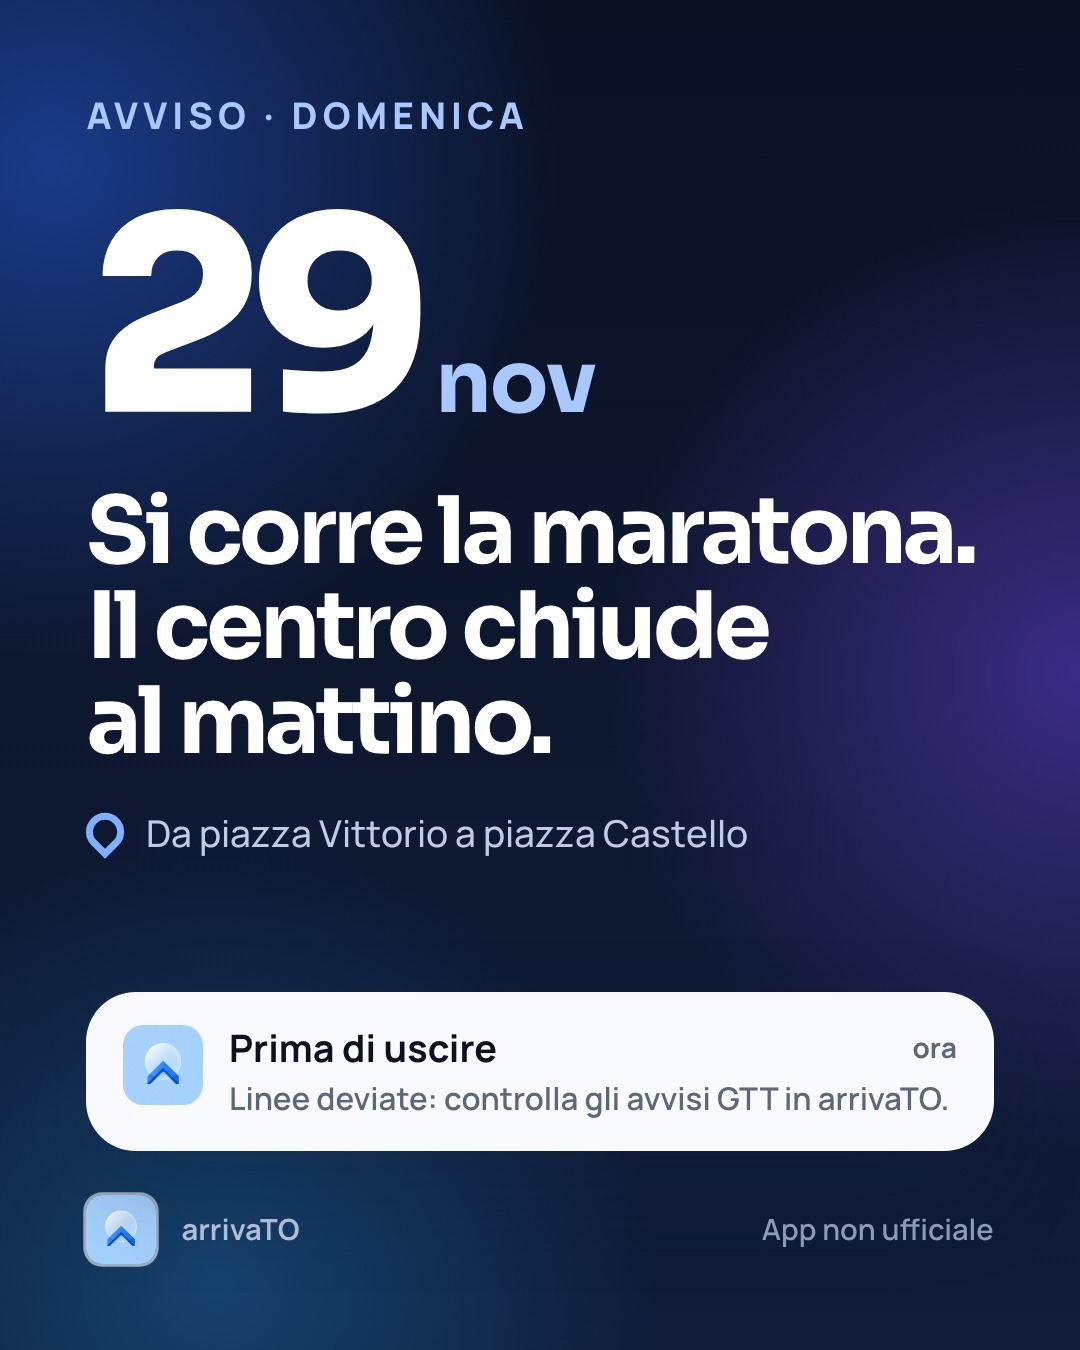 AVVISO · DOMENICA
29 nov
Si corre la maratona.
Il centro chiude
al mattino.
Da piazza Vittorio a piazza Castello
Prima di uscire
ora
Linee deviate: controlla gli avvisi GTT in arrivaTO.
arrivaTO
App non ufficiale